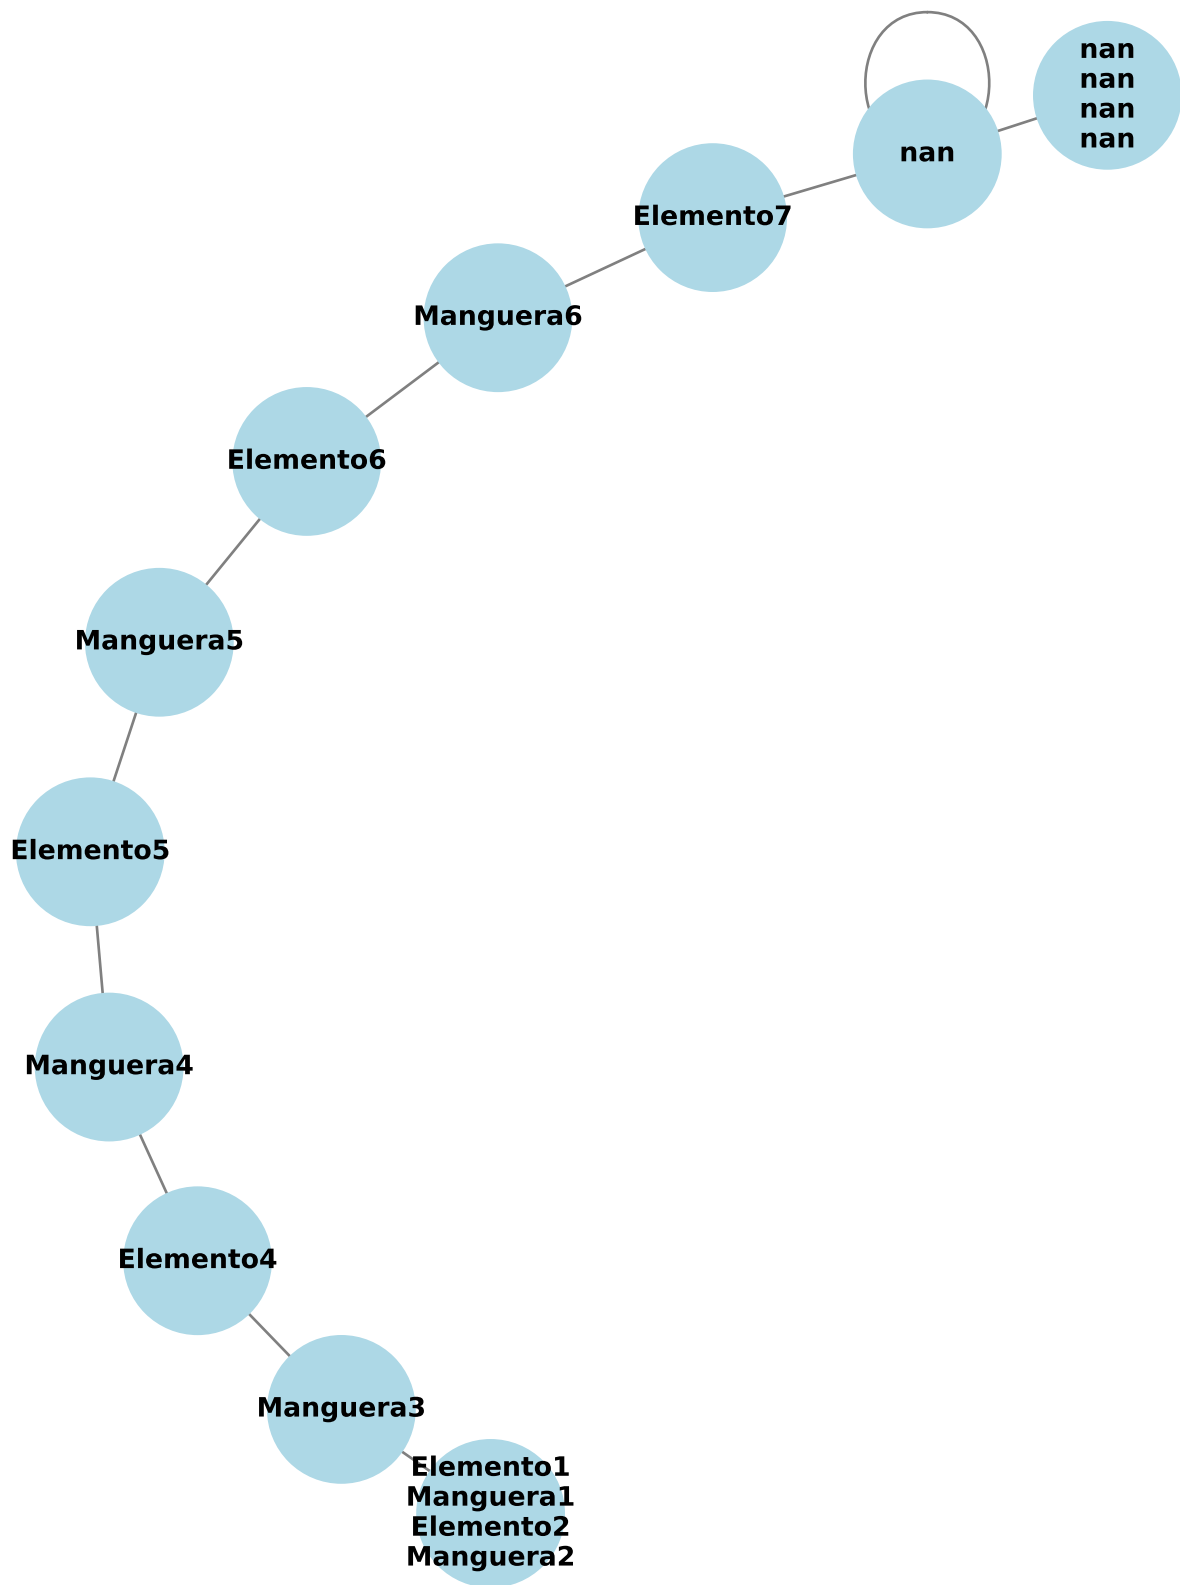 nan
nan
nan
nan
nan
Elemento7
Manguera6
Elemento6
Manguera5
Elemento5
Manguera4
Elemento4
Manguera3
Elemento1
Manguera1
Elemento2
Manguera2